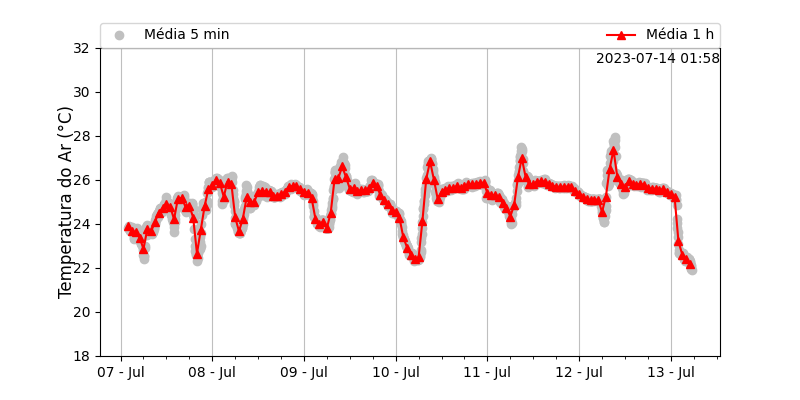 Média 5 min
Média 1 h
2023-07-14 01:58
Temperatura do Ar (°C)
32
30
28
26
24
22
20
18
07 - Jul
08 - Jul
09 - Jul
10 - Jul
11 - Jul
12 - Jul
13 - Jul